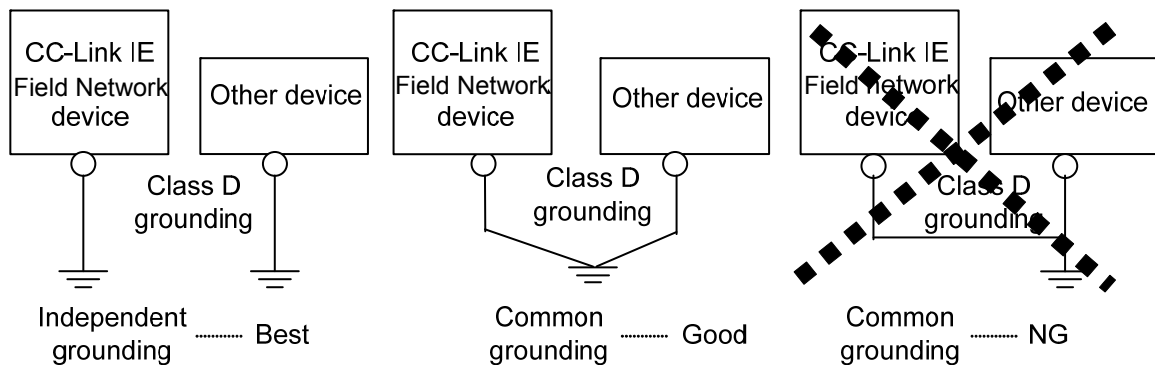 CC-Link IE
Field Network
device
Other device
Class D
grounding
Independent
grounding ········ Best
CC-Link IE
Field Network
device
Other device
Class D
grounding
Common
grounding ········ Good
CC-Link IE
Field Network
device
Other device
Class D
grounding
Common
grounding ········ NG